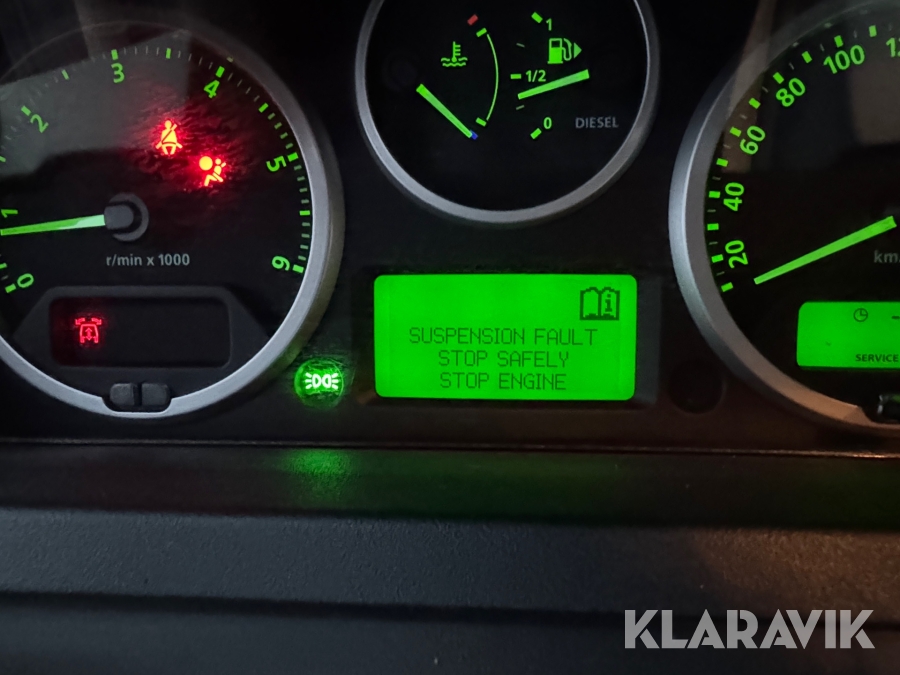 0
1
2
3
4
5
6
r/min x 1000
1
1/2
0
DIESEL
20
40
60
80
100
km
SUSPENSION FAULT
STOP SAFELY
STOP ENGINE
SERVICE
KLARAVIK